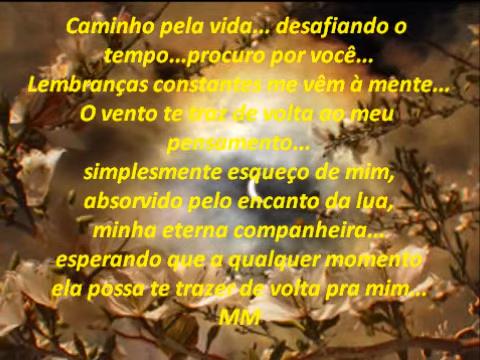 Caminho pela vida... desafiando o
tempo...procuro por você...
Lembranças constantes me vêm à mente...
O vento te traz de volta ao meu
pensamento...
simplesmente esqueço de mim,
absorvido pelo encanto da lua,
minha eterna companheira...
esperando que a qualquer momento
ela possa te trazer de volta pra mim...
MM